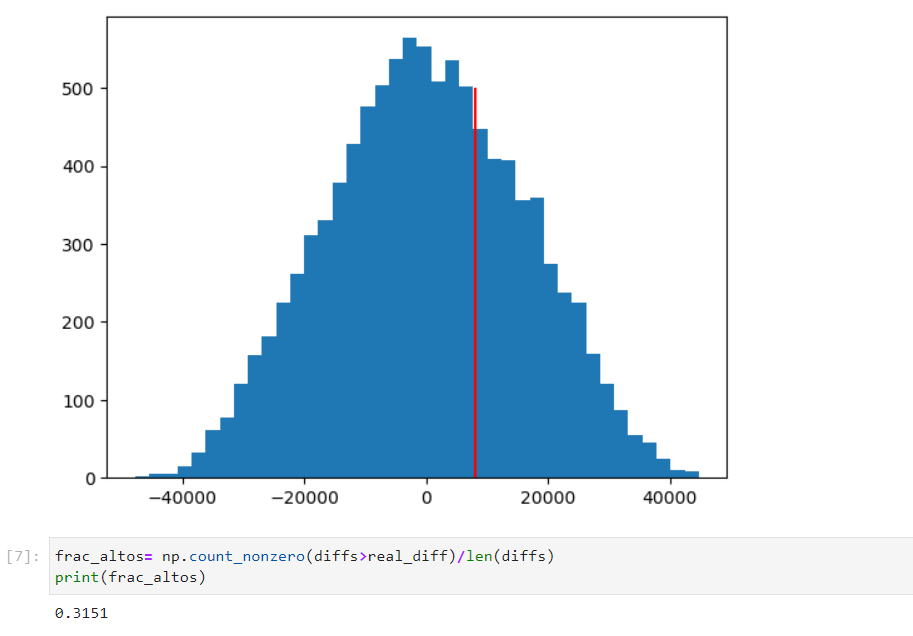 500
400
300
200
100
0
−40000 −20000 0 20000 40000
[7]: frac_altos= np.count_nonzero(diffs>real_diff)/len(diffs)
print(frac_altos)
0.3151